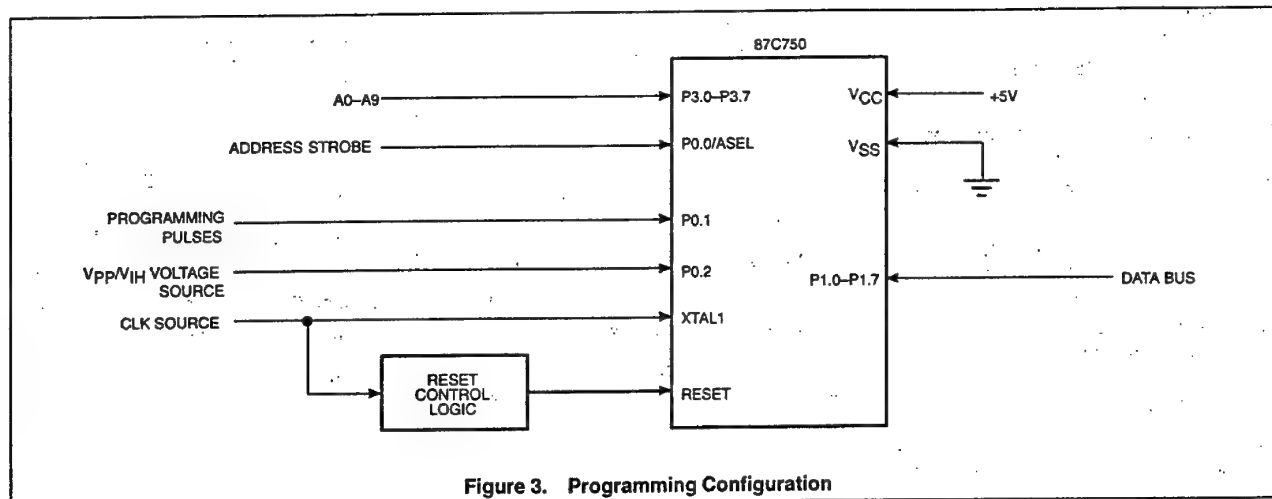 87C750
A0–A9
P3.0–P3.7
VCC
+5V
ADDRESS STROBE
P0.0/ASEL
VSS
PROGRAMMING
PULSES
P0.1
VPP/VIH VOLTAGE
SOURCE
P0.2
P1.0–P1.7
DATA BUS
CLK SOURCE
XTAL1
RESET
CONTROL
LOGIC
RESET
Figure 3. Programming Configuration